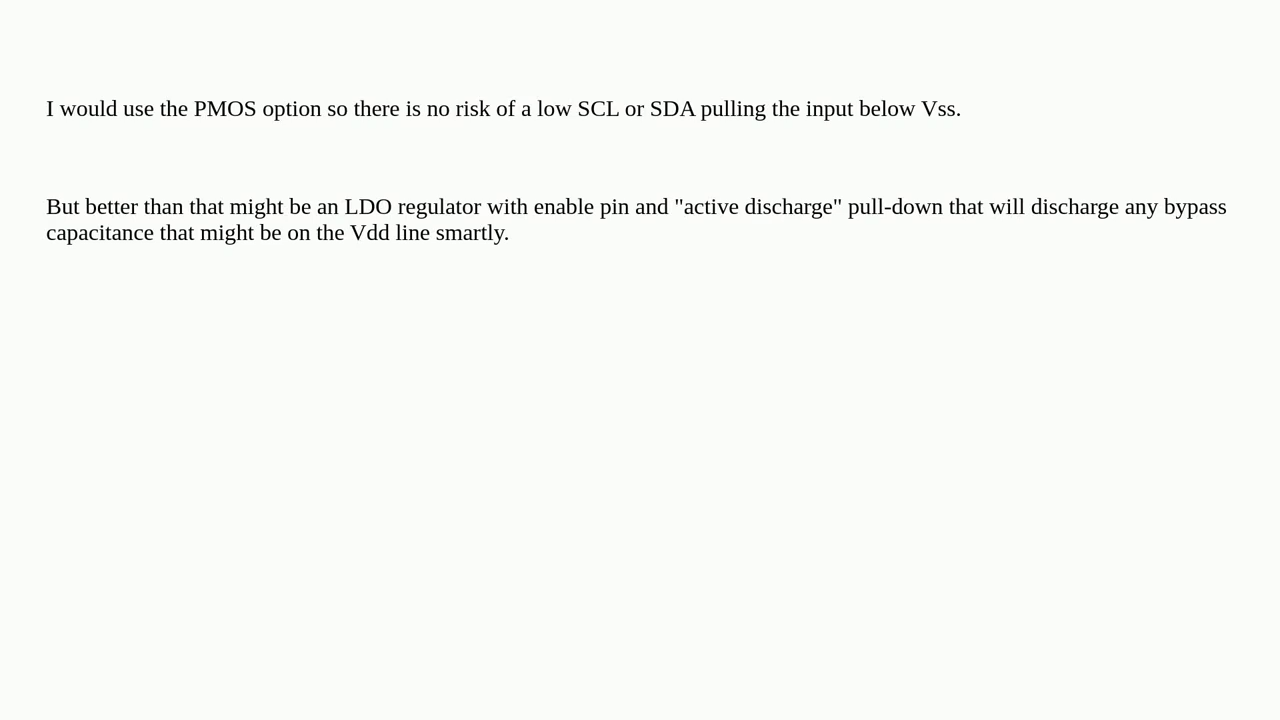 I would use the PMOS option so there is no risk of a low SCL or SDA pulling the input below Vss.
But better than that might be an LDO regulator with enable pin and "active discharge" pull-down that will discharge any bypass
capacitance that might be on the Vdd line smartly.